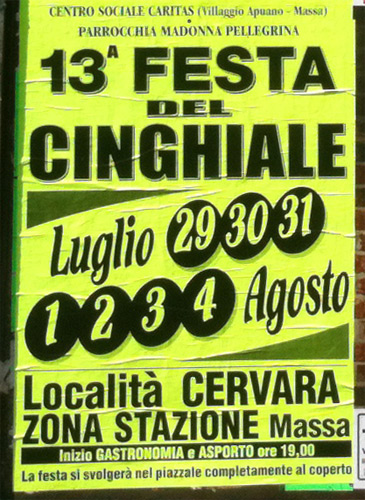 CENTRO SOCIALE CARITAS (Villaggio Apuano - Massa) •
PARROCCHIA MADONNA PELLEGRINA
13ª FESTA
DEL
CINGHIALE
Luglio 29 30 31
1 2 3 4 Agosto
Località CERVARA
ZONA STAZIONE Massa
Inizio GASTRONOMIA e ASPORTO ore 19,00
La festa si svolgerà nel piazzale completamente al coperto